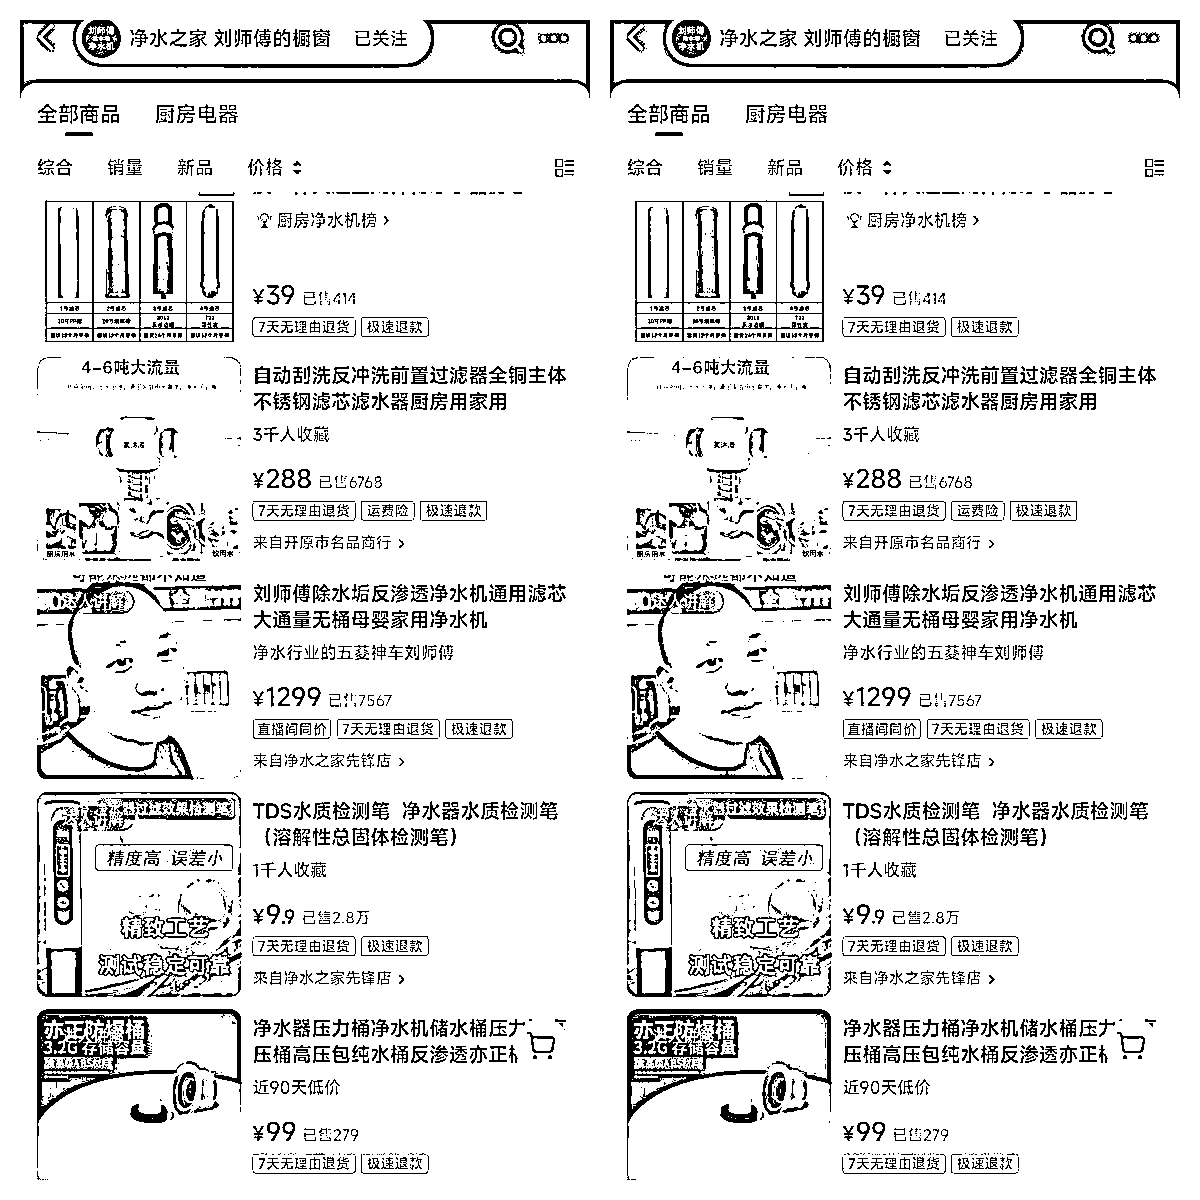 净水之家 刘师傅的橱窗 已关注
全部商品 厨房电器
综合 销量 新品 价格
厨房净水机榜 >
¥39 已售414
7天无理由退货 极速退款
4-6吨大流量
自动刮洗反冲洗前置过滤器全铜主体
不锈钢滤芯滤水器厨房用家用
3千人收藏
¥288 已售6768
7天无理由退货 运费险 极速退款
来自开原市名品商行 >
刘师傅除水垢反渗透净水机通用滤芯
大通量无桶母婴家用净水机
净水行业的五菱神车刘师傅
¥1299 已售7567
直播间同价 7天无理由退货 极速退款
来自净水之家先锋店 >
精度高 误差小
精致工艺
测试稳定可靠
TDS水质检测笔 净水器水质检测笔
（溶解性总固体检测笔）
1千人收藏
¥9.9 已售2.8万
7天无理由退货 极速退款
来自净水之家先锋店 >
亦正防爆桶
3.2G存储容量
净水器压力桶净水机储水桶压力
压桶高压包纯水桶反渗透亦正
近90天低价
¥99 已售279
7天无理由退货 极速退款
净水之家 刘师傅的橱窗 已关注
全部商品 厨房电器
综合 销量 新品 价格
厨房净水机榜 >
¥39 已售414
7天无理由退货 极速退款
4-6吨大流量
自动刮洗反冲洗前置过滤器全铜主体
不锈钢滤芯滤水器厨房用家用
3千人收藏
¥288 已售6768
7天无理由退货 运费险 极速退款
来自开原市名品商行 >
刘师傅除水垢反渗透净水机通用滤芯
大通量无桶母婴家用净水机
净水行业的五菱神车刘师傅
¥1299 已售7567
直播间同价 7天无理由退货 极速退款
来自净水之家先锋店 >
精度高 误差小
精致工艺
测试稳定可靠
TDS水质检测笔 净水器水质检测笔
（溶解性总固体检测笔）
1千人收藏
¥9.9 已售2.8万
7天无理由退货 极速退款
来自净水之家先锋店 >
亦正防爆桶
3.2G存储容量
净水器压力桶净水机储水桶压力
压桶高压包纯水桶反渗透亦正
近90天低价
¥99 已售279
7天无理由退货 极速退款